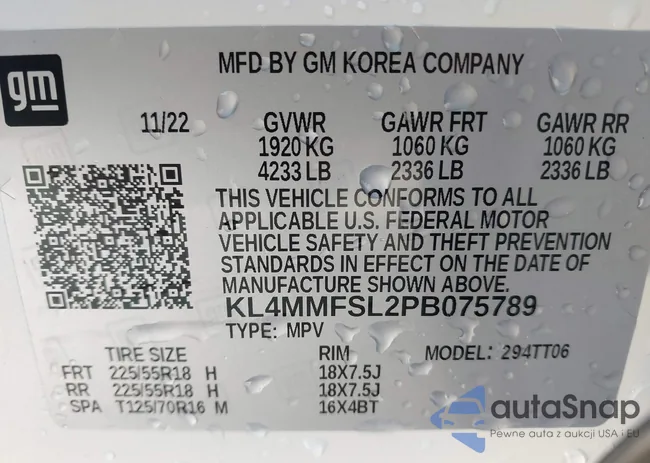 gm
MFD BY GM KOREA COMPANY
11/22 GVWR GAWR FRT GAWR RR
1920 KG 1060 KG 1060 KG
4233 LB 2336 LB 2336 LB
THIS VEHICLE CONFORMS TO ALL
APPLICABLE U.S. FEDERAL MOTOR
VEHICLE SAFETY AND THEFT PREVENTION
STANDARDS IN EFFECT ON THE DATE OF
MANUFACTURE SHOWN ABOVE.
KL4MMFSL2PB075789
TYPE: MPV
TIRE SIZE RIM MODEL: 294TT06
FRT 225/55R18 H 18X7.5J
RR 225/55R18 H 18X7.5J
SPA T125/70R16 M 16X4BT
autaSnap
Pewne auta z aukcji USA i EU